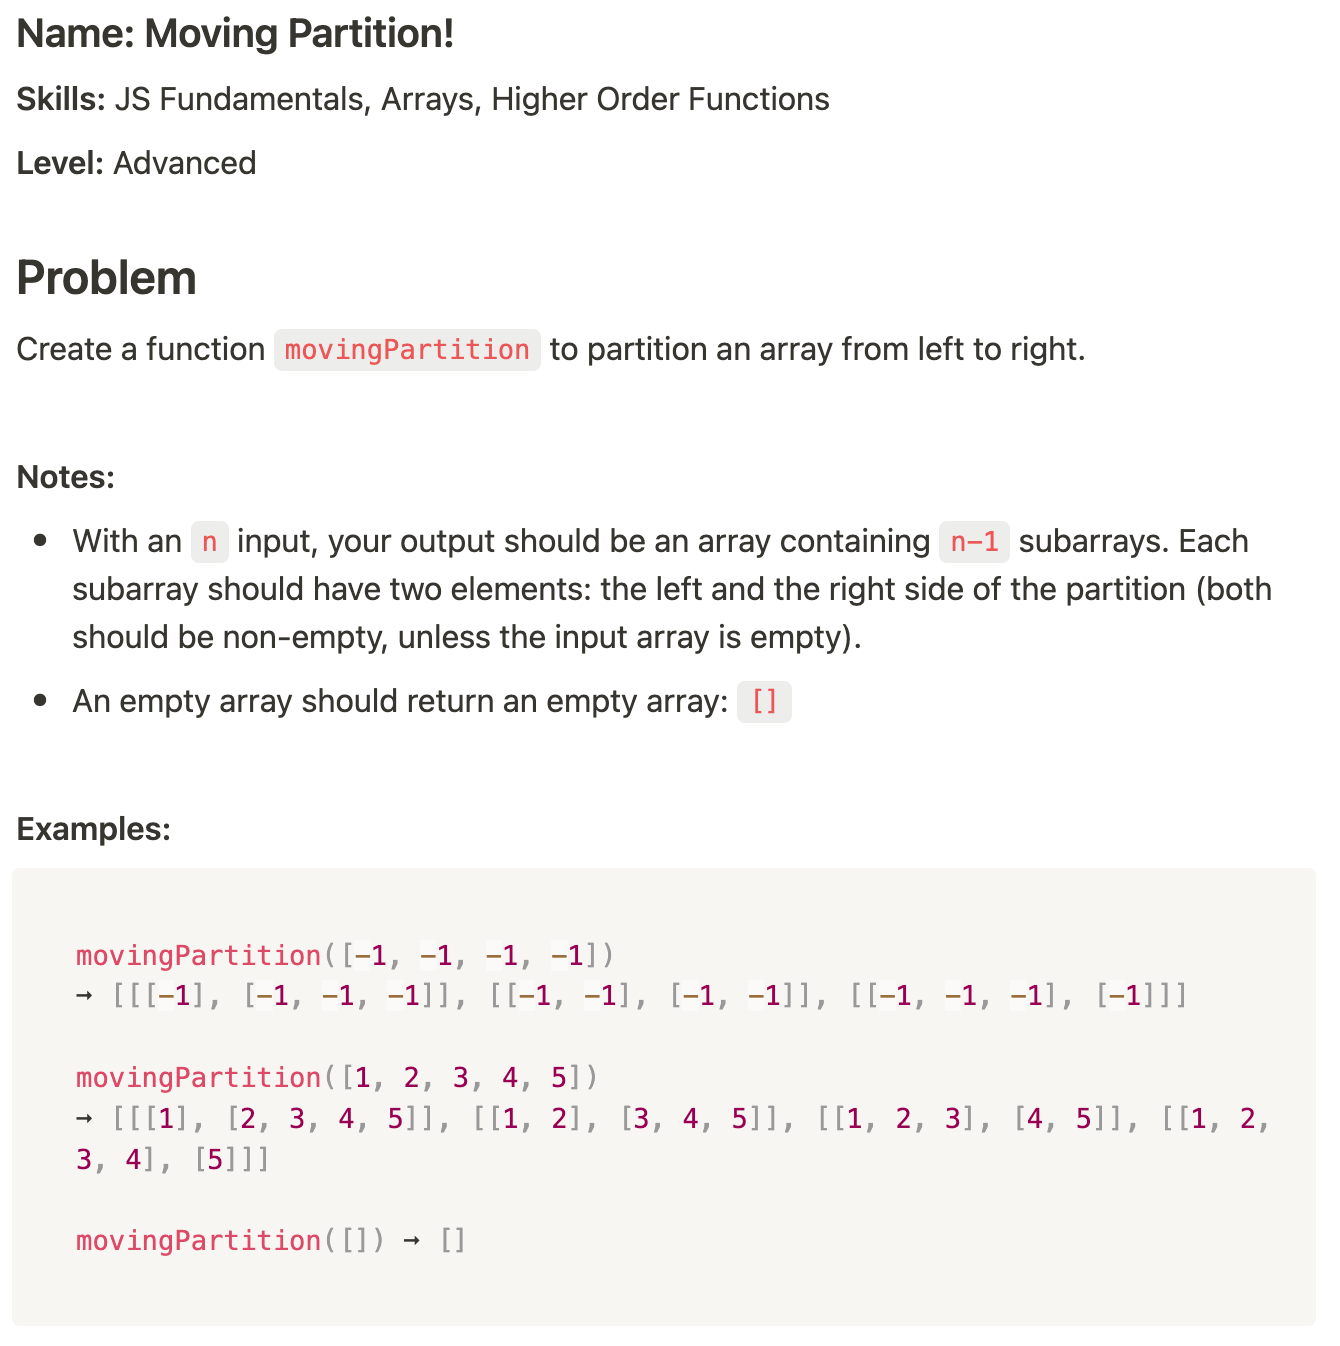 Name: Moving Partition!
Skills: JS Fundamentals, Arrays, Higher Order Functions
Level: Advanced
Problem
Create a function movingPartition to partition an array from left to right.
Notes:
• With an n input, your output should be an array containing n-1 subarrays. Each
subarray should have two elements: the left and the right side of the partition (both
should be non-empty, unless the input array is empty).
• An empty array should return an empty array: []
Examples:
movingPartition([-1, -1, -1, -1])
→ [[[-1], [-1, -1, -1]], [[-1, -1], [-1, -1]], [[-1, -1, -1], [-1]]]
movingPartition([1, 2, 3, 4, 5])
→ [[[1], [2, 3, 4, 5]], [[1, 2], [3, 4, 5]], [[1, 2, 3], [4, 5]], [[1, 2,
3, 4], [5]]]
movingPartition([]) → []